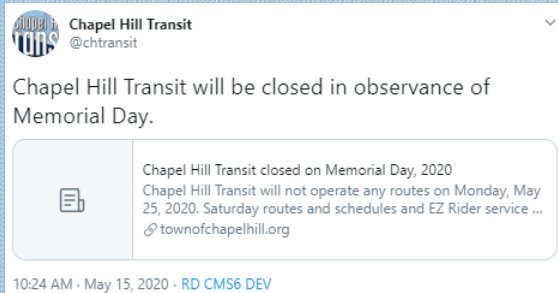 Chapel Hill Transit
@chtransit
Chapel Hill Transit will be closed in observance of
Memorial Day.
Chapel Hill Transit closed on Memorial Day, 2020
Chapel Hill Transit will not operate any routes on Monday, May
25, 2020. Saturday routes and schedules and EZ Rider service ...
townofchapelhill.org
10:24 AM · May 15, 2020 · RD CMS6 DEV